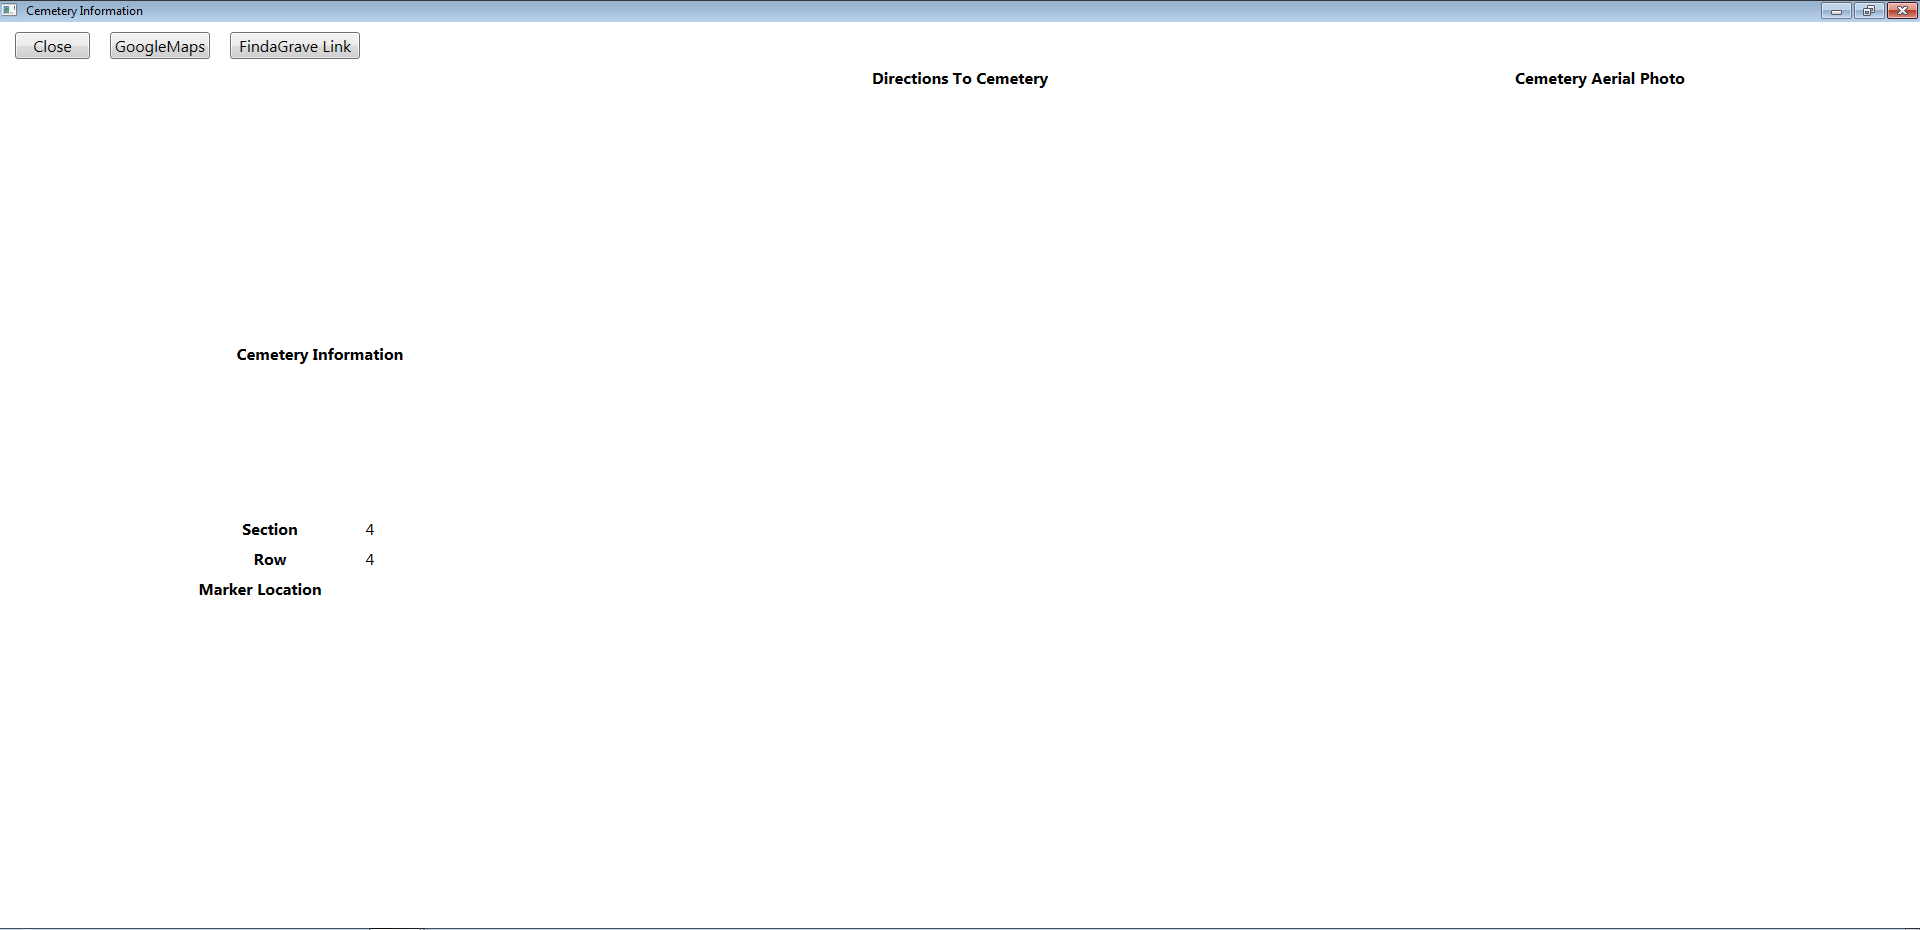 Cemetery Information
Close
GoogleMaps
FindaGrave Link
Directions To Cemetery
Cemetery Aerial Photo
Cemetery Information
Section 4
Row 4
Marker Location